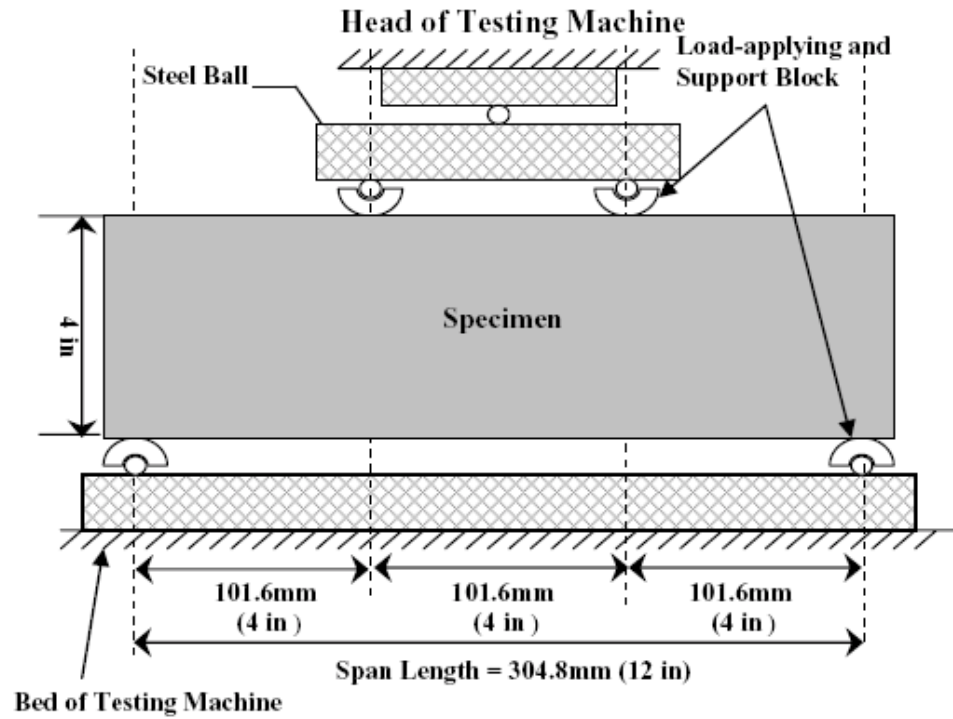 Head of Testing Machine
Load-applying and
Support Block
Steel Ball
4 in
Specimen
101.6mm
(4 in )
101.6mm
(4 in )
101.6mm
(4 in )
Span Length = 304.8mm (12 in)
Bed of Testing Machine